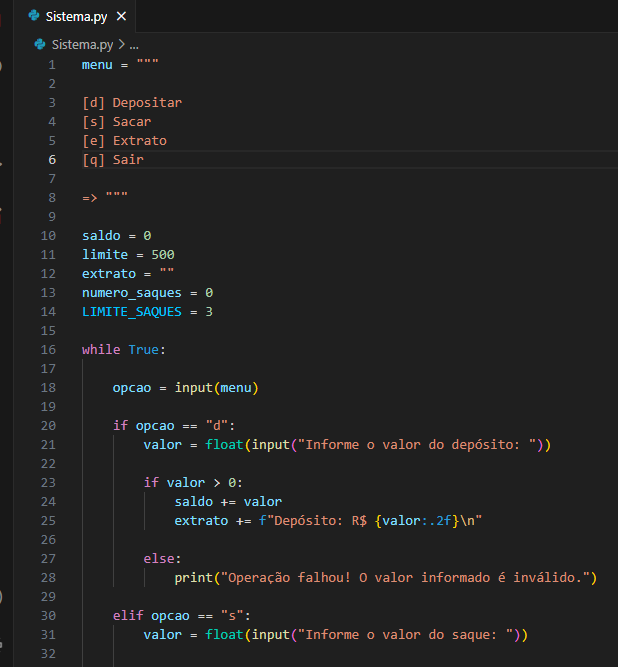 Sistema.py ×
Sistema.py > ...
1 menu = """
2
3 [d] Depositar
4 [s] Sacar
5 [e] Extrato
6 [q] Sair
7
8 => """
9
10 saldo = 0
11 limite = 500
12 extrato = ""
13 numero_saques = 0
14 LIMITE_SAQUES = 3
15
16 while True:
17
18     opcao = input(menu)
19
20     if opcao == "d":
21         valor = float(input("Informe o valor do depósito: "))
22
23         if valor > 0:
24             saldo += valor
25             extrato += f"Depósito: R$ {valor:.2f}\n"
26
27         else:
28             print("Operação falhou! O valor informado é inválido.")
29
30     elif opcao == "s":
31         valor = float(input("Informe o valor do saque: "))
32